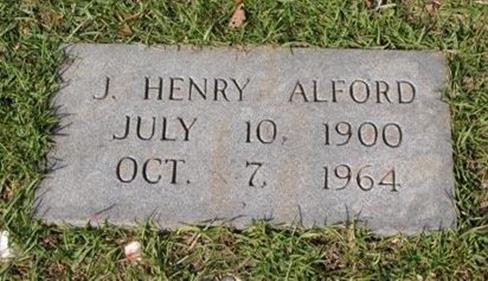 J. HENRY ALFORD
JULY 10, 1900
OCT. 7, 1964